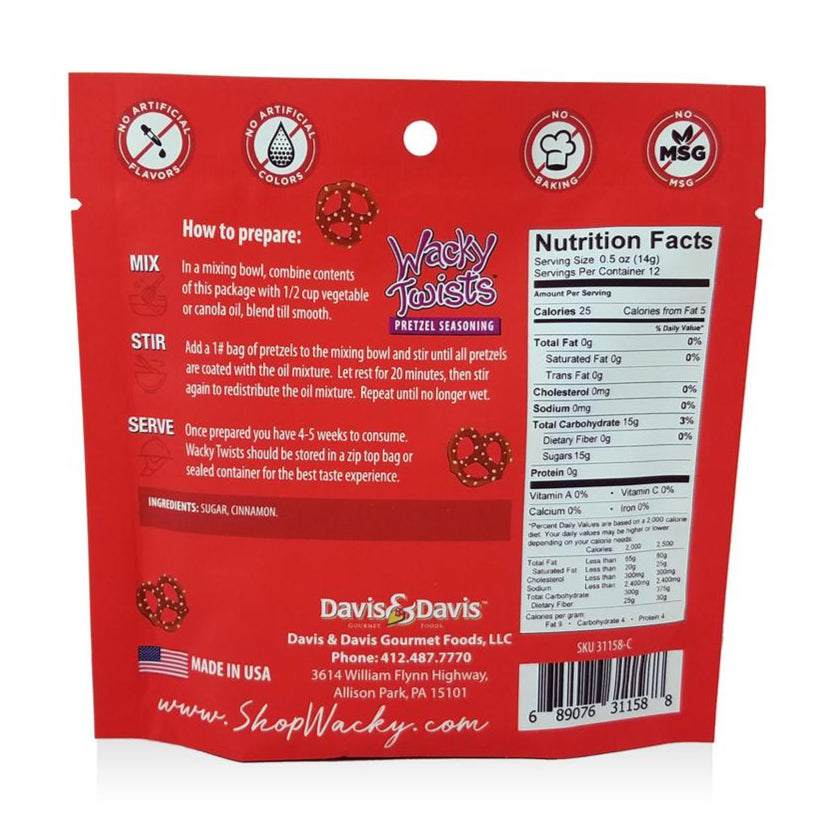 NO ARTIFICIAL
FLAVORS
NO ARTIFICIAL
COLORS
NO
BAKING
NO
MSG
MSG
How to prepare:
MIX
In a mixing bowl, combine contents
of this package with 1/2 cup vegetable
or canola oil, blend till smooth.
Wacky
Twists™
PRETZEL SEASONING
STIR
Add a 1# bag of pretzels to the mixing bowl and stir until all pretzels
are coated with the oil mixture. Let rest for 20 minutes, then stir
again to redistribute the oil mixture. Repeat until no longer wet.
SERVE
Once prepared you have 4-5 weeks to consume.
Wacky Twists should be stored in a zip top bag or
sealed container for the best taste experience.
INGREDIENTS: SUGAR, CINNAMON.
Davis&Davis™
GOURMET FOODS
Davis & Davis Gourmet Foods, LLC
Phone: 412.487.7770
3614 William Flynn Highway,
Allison Park, PA 15101
MADE IN USA
www.ShopWacky.com
Nutrition Facts
Serving Size 0.5 oz (14g)
Servings Per Container 12
Amount Per Serving
Calories 25 Calories from Fat 5
% Daily Value*
Total Fat 0g 0%
Saturated Fat 0g 0%
Trans Fat 0g
Cholesterol 0mg 0%
Sodium 0mg 0%
Total Carbohydrate 15g 3%
Dietary Fiber 0g 0%
Sugars 15g
Protein 0g
Vitamin A 0% • Vitamin C 0%
Calcium 0% • Iron 0%
*Percent Daily Values are based on a 2,000 calorie
diet. Your daily values may be higher or lower
depending on your calorie needs:
Calories: 2,000 2,500
Total Fat Less than 65g 80g
Saturated Fat Less than 20g 25g
Cholesterol Less than 300mg 300mg
Sodium Less than 2,400mg 2,400mg
Total Carbohydrate 300g 375g
Dietary Fiber 25g 30g
Calories per gram:
Fat 9 • Carbohydrate 4 • Protein 4
SKU 31158-C
6 89076 31158 8